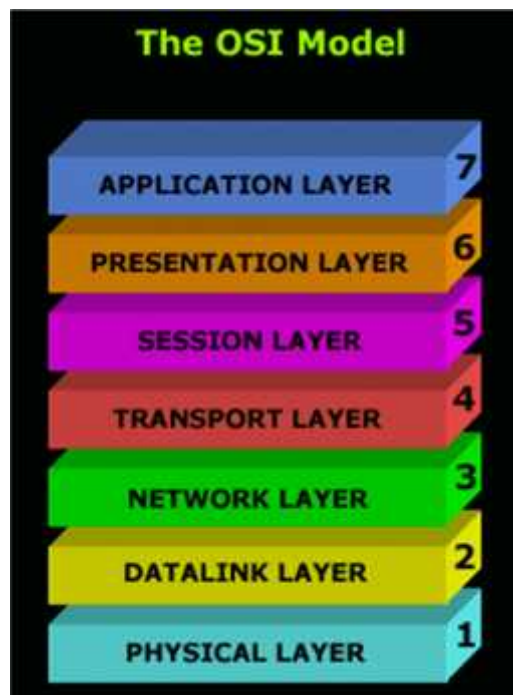 The OSI Model
APPLICATION LAYER 7
PRESENTATION LAYER 6
SESSION LAYER 5
TRANSPORT LAYER 4
NETWORK LAYER 3
DATALINK LAYER 2
PHYSICAL LAYER 1